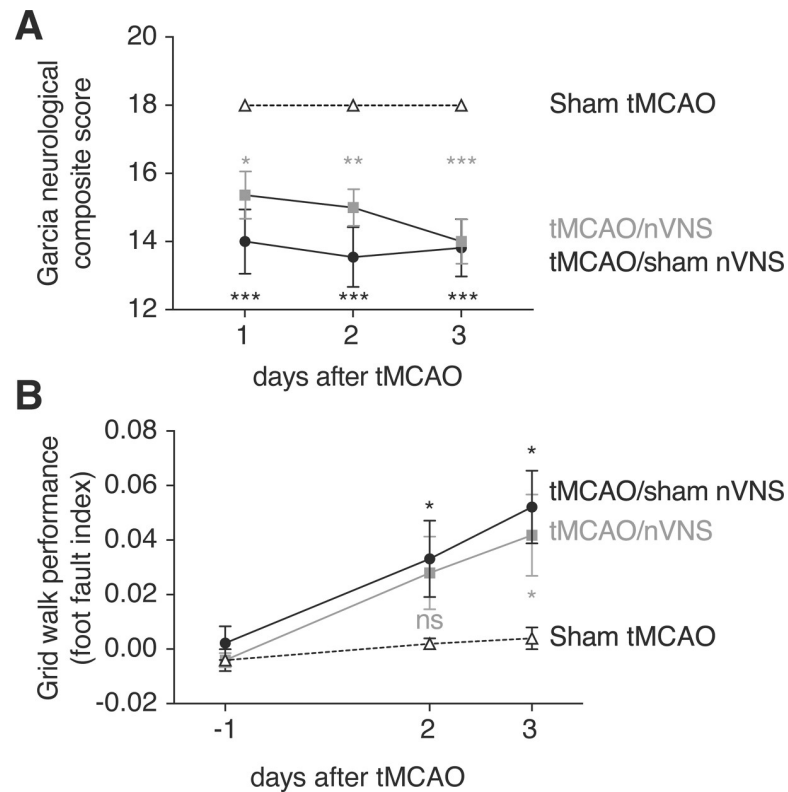 A
Garcia neurological
composite score
20
18
16
14
12
Sham tMCAO
* ** ***
tMCAO/nVNS
tMCAO/sham nVNS
*** *** ***
1 2 3
days after tMCAO
B
Grid walk performance
(foot fault index)
0.08
0.06
0.04
0.02
0.00
-0.02
*
*
tMCAO/sham nVNS
tMCAO/nVNS
*
ns
Sham tMCAO
-1 2 3
days after tMCAO